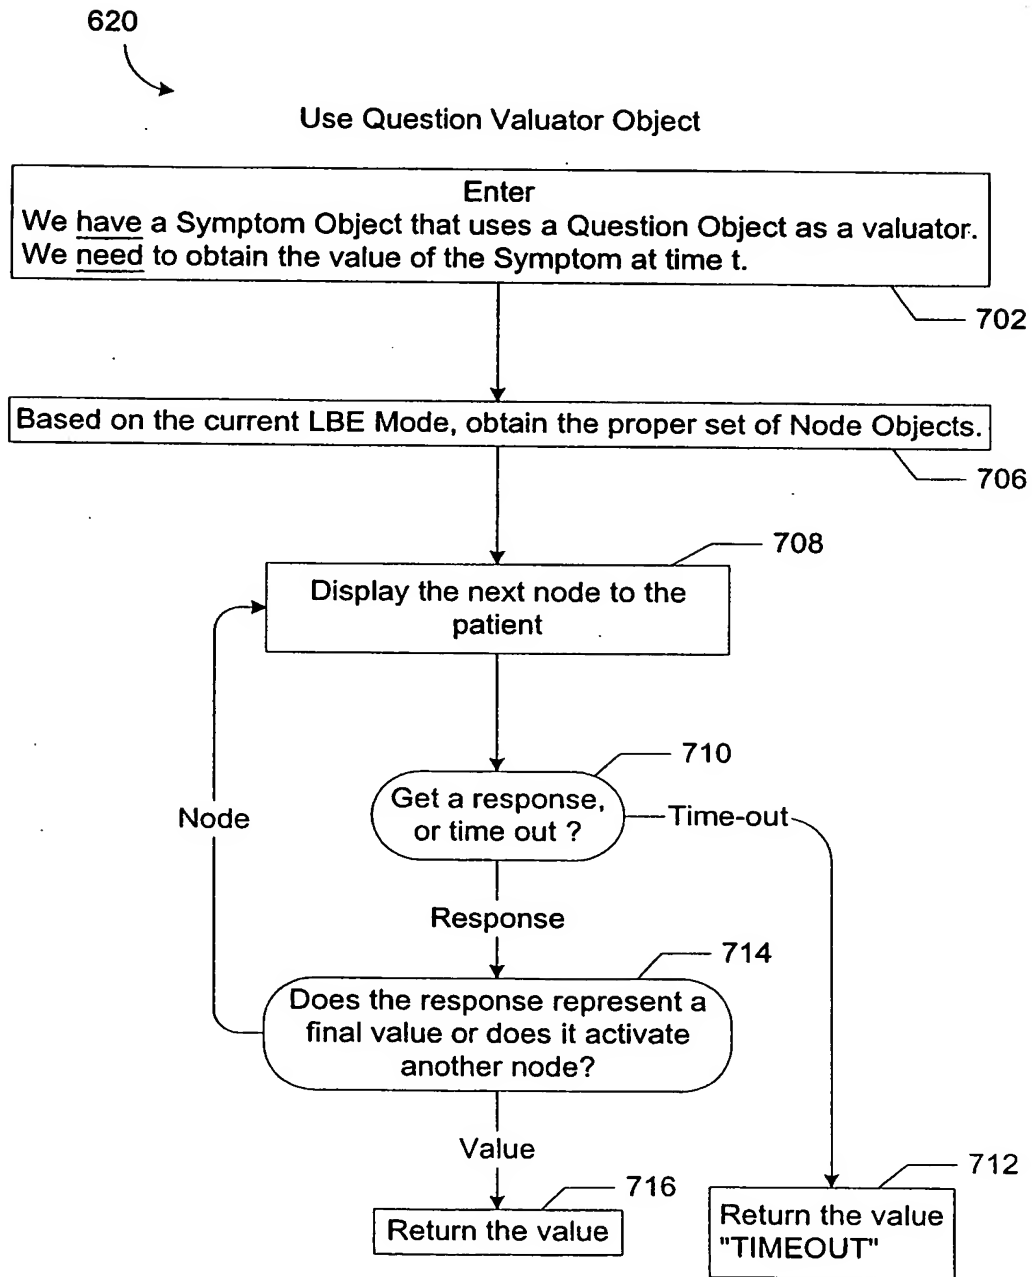 620
Use Question Valuator Object
Enter
We have a Symptom Object that uses a Question Object as a valuator.
We need to obtain the value of the Symptom at time t.
702
Based on the current LBE Mode, obtain the proper set of Node Objects.
706
708
Display the next node to the
patient
710
Get a response,
or time out ?
Time-out
Node
Response
714
Does the response represent a
final value or does it activate
another node?
Value
716
Return the value
712
Return the value
"TIMEOUT"